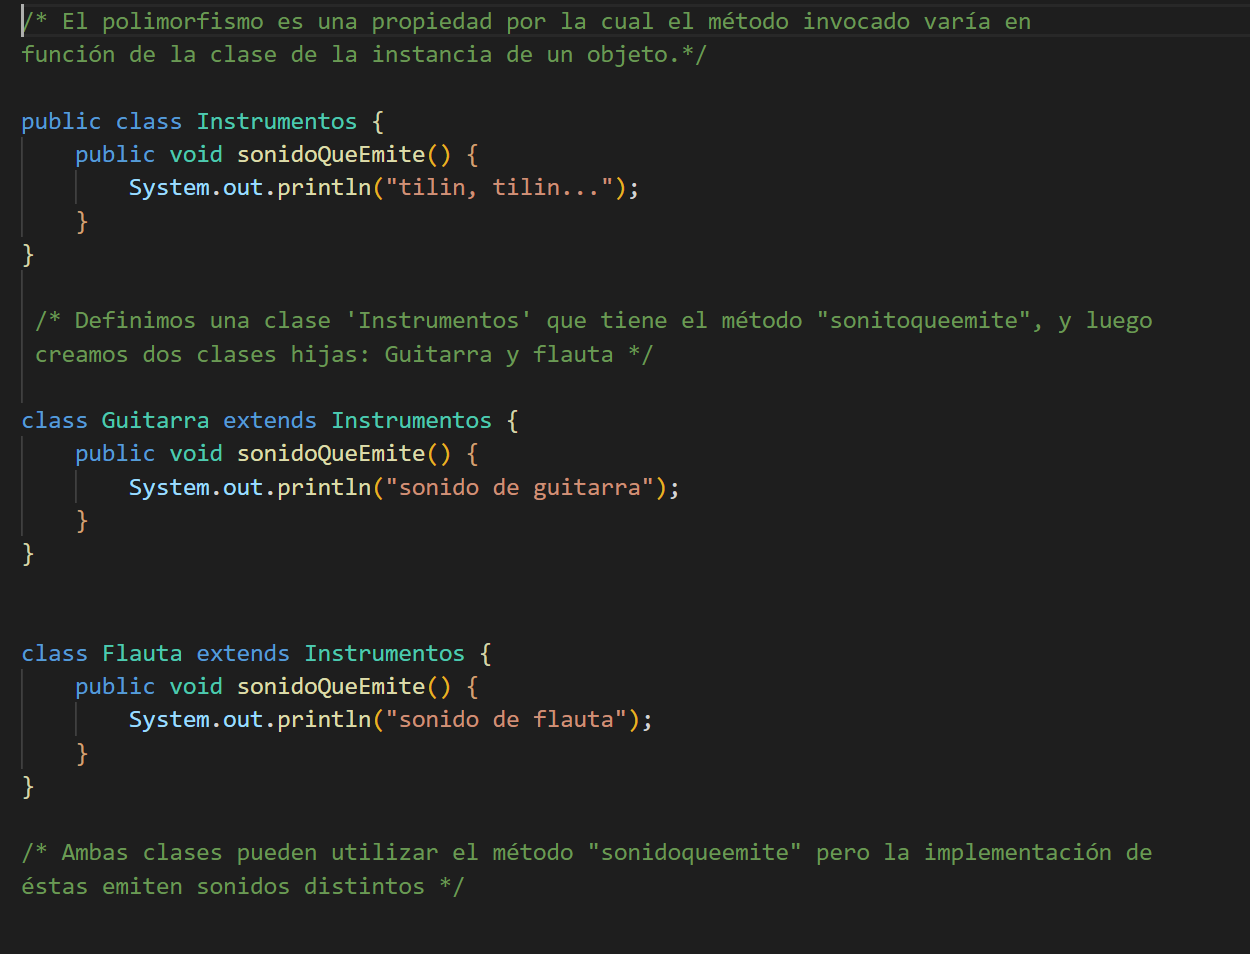 /* El polimorfismo es una propiedad por la cual el método invocado varía en
función de la clase de la instancia de un objeto.*/
public class Instrumentos {
public void sonidoQueEmite() {
System.out.println("tilin, tilin...");
}
}
/* Definimos una clase 'Instrumentos' que tiene el método "sonitoqueemite", y luego
creamos dos clases hijas: Guitarra y flauta */
class Guitarra extends Instrumentos {
public void sonidoQueEmite() {
System.out.println("sonido de guitarra");
}
}
class Flauta extends Instrumentos {
public void sonidoQueEmite() {
System.out.println("sonido de flauta");
}
}
/* Ambas clases pueden utilizar el método "sonidoqueemite" pero la implementación de
éstas emiten sonidos distintos */